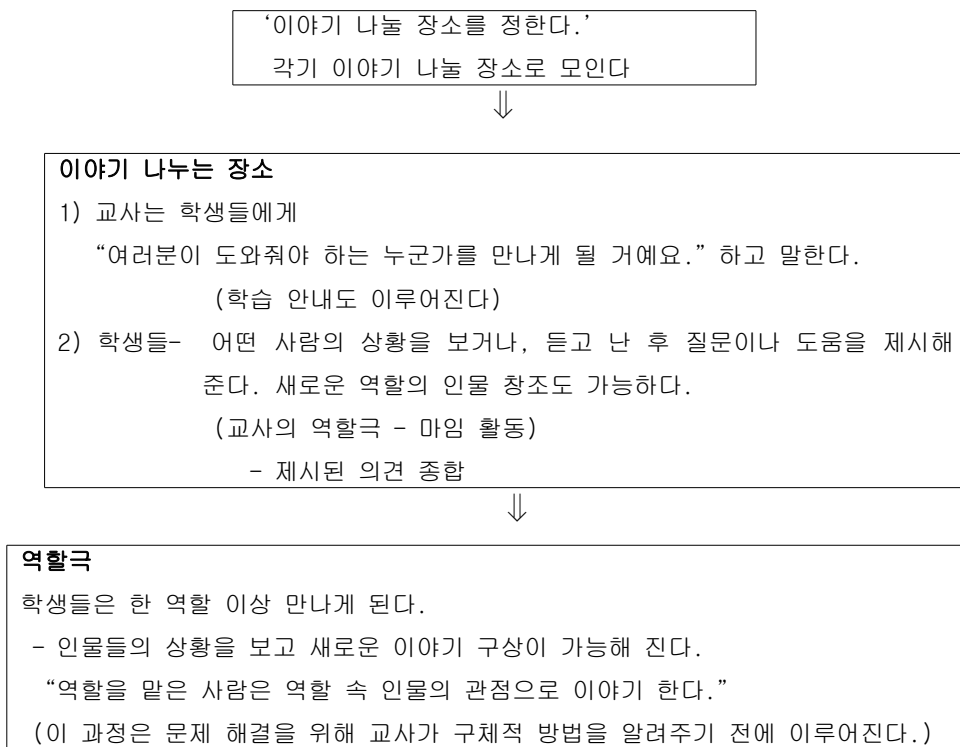 ‘이야기 나눌 장소를 정한다.’
각기 이야기 나눌 장소로 모인다
⇓
이야기 나누는 장소
1) 교사는 학생들에게
“여러분이 도와줘야 하는 누군가를 만나게 될 거예요.” 하고 말한다.
(학습 안내도 이루어진다)
2) 학생들- 어떤 사람의 상황을 보거나, 듣고 난 후 질문이나 도움을 제시해
준다. 새로운 역할의 인물 창조도 가능하다.
(교사의 역할극 - 마임 활동)
- 제시된 의견 종합
⇓
역할극
학생들은 한 역할 이상 만나게 된다.
- 인물들의 상황을 보고 새로운 이야기 구상이 가능해 진다.
“역할을 맡은 사람은 역할 속 인물의 관점으로 이야기 한다.”
(이 과정은 문제 해결을 위해 교사가 구체적 방법을 알려주기 전에 이루어진다.)